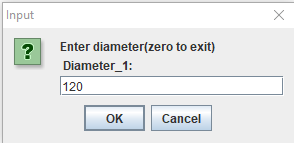 Input
Enter diameter(zero to exit)
Diameter_1:
120
OK Cancel